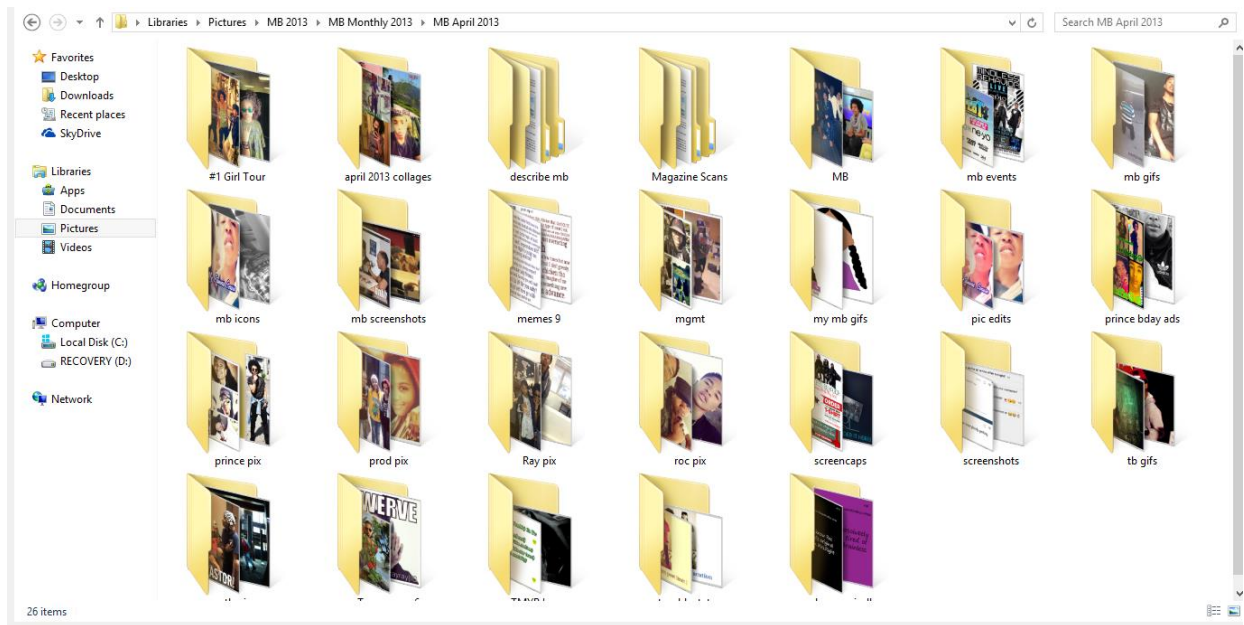 Libraries Pictures MB 2013 MB Monthly 2013 MB April 2013
Search MB April 2013
Favorites
Desktop
Downloads
Recent places
SkyDrive
Libraries
Apps
Documents
Pictures
Videos
Homegroup
Computer
Local Disk (C:)
RECOVERY (D:)
Network
#1 Girl Tour
april 2013 collages
describe mb
Magazine Scans
MB
mb events
mb gifs
mb icons
mb screenshots
memes 9
mgmt
my mb gifs
pic edits
prince bday ads
prince pix
prod pix
Ray pix
roc pix
screencaps
screenshots
tb gifs
26 items